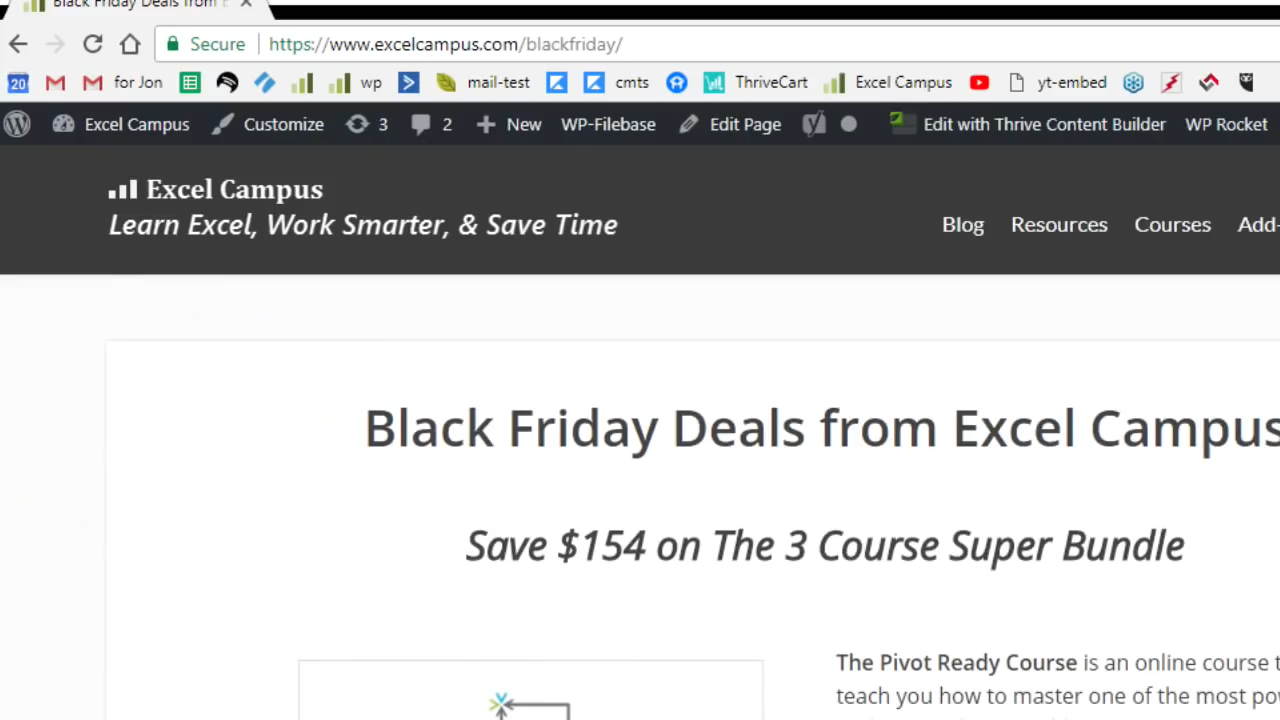 Black Friday Deals from E
Secure https://www.excelcampus.com/blackfriday/
20 for Jon wp mail-test cmts ThriveCart Excel Campus yt-embed
Excel Campus Customize 3 2 New WP-Filebase Edit Page Edit with Thrive Content Builder WP Rocket
Excel Campus
Learn Excel, Work Smarter, & Save Time
Blog Resources Courses Add-
Black Friday Deals from Excel Campus
Save $154 on The 3 Course Super Bundle
The Pivot Ready Course is an online course t
teach you how to master one of the most po